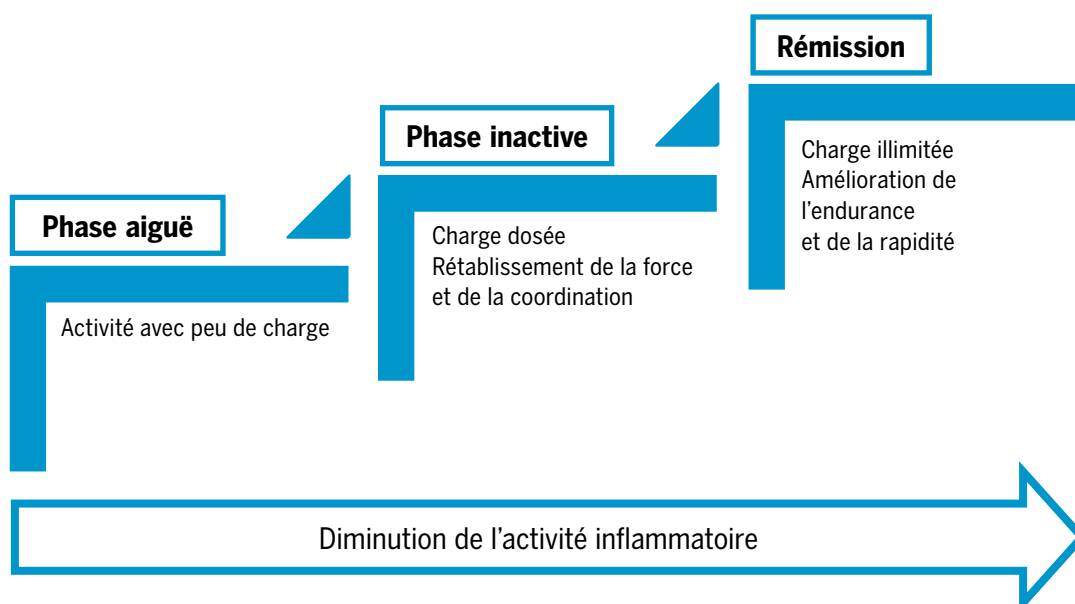 Phase aiguë
Activité avec peu de charge
Phase inactive
Charge dosée
Rétablissement de la force
et de la coordination
Rémission
Charge illimitée
Amélioration de
l’endurance
et de la rapidité
Diminution de l’activité inflammatoire